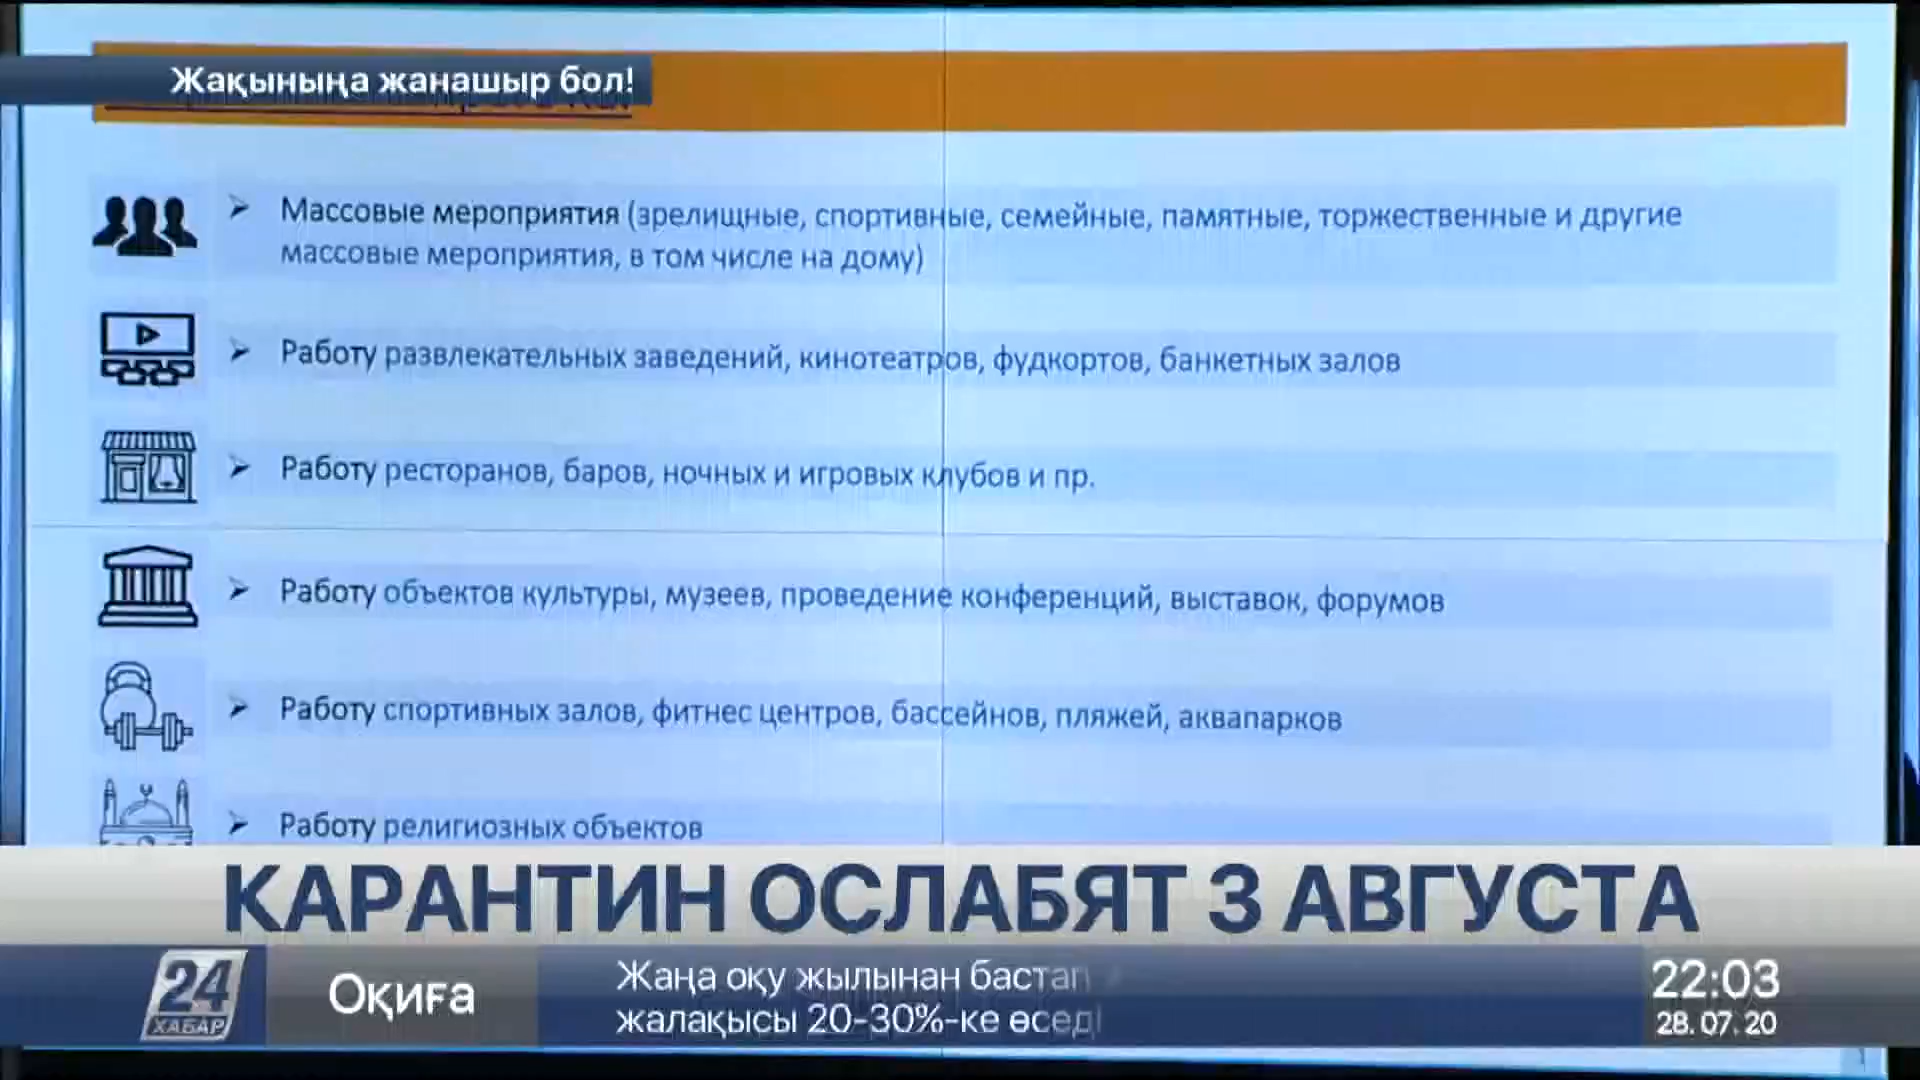 Жақыныңа жанашыр бол!
Массовые мероприятия (зрелищные, спортивные, семейные, памятные, торжественные и другие
массовые мероприятия, в том числе на дому)
Работу развлекательных заведений, кинотеатров, фудкортов, банкетных залов
Работу ресторанов, баров, ночных и игровых клубов и пр.
Работу объектов культуры, музеев, проведение конференций, выставок, форумов
Работу спортивных залов, фитнес центров, бассейнов, пляжей, аквапарков
Работу религиозных объектов
КАРАНТИН ОСЛАБЯТ 3 АВГУСТА
24
ХАБАР
Оқиға
Жаңа оқу жылынан бастап
жалақысы 20-30%-ке өседі
22:03
28.07.20